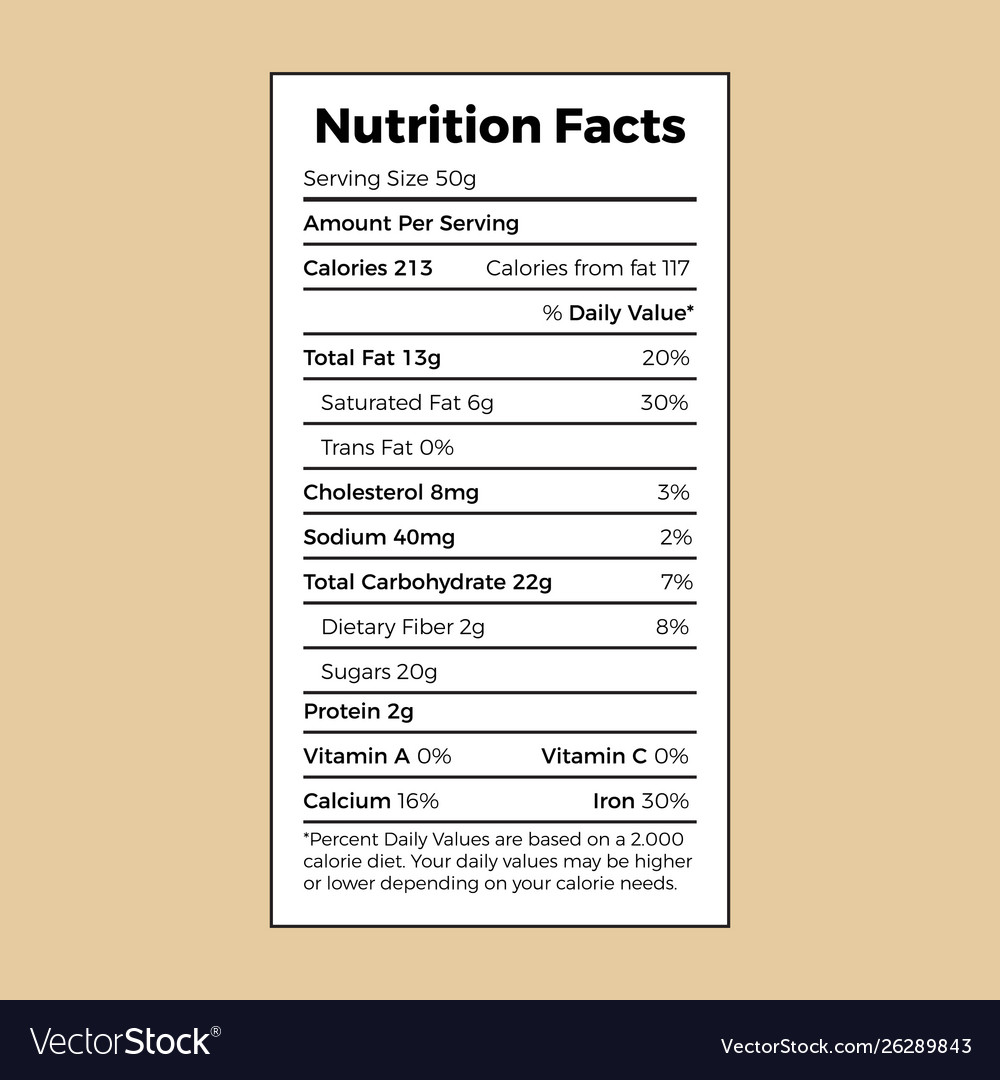 Nutrition Facts
Serving Size 50g
Amount Per Serving
Calories 213 Calories from fat 117
% Daily Value*
Total Fat 13g 20%
Saturated Fat 6g 30%
Trans Fat 0%
Cholesterol 8mg 3%
Sodium 40mg 2%
Total Carbohydrate 22g 7%
Dietary Fiber 2g 8%
Sugars 20g
Protein 2g
Vitamin A 0% Vitamin C 0%
Calcium 16% Iron 30%
*Percent Daily Values are based on a 2.000
calorie diet. Your daily values may be higher
or lower depending on your calorie needs.
VectorStock® VectorStock.com/26289843